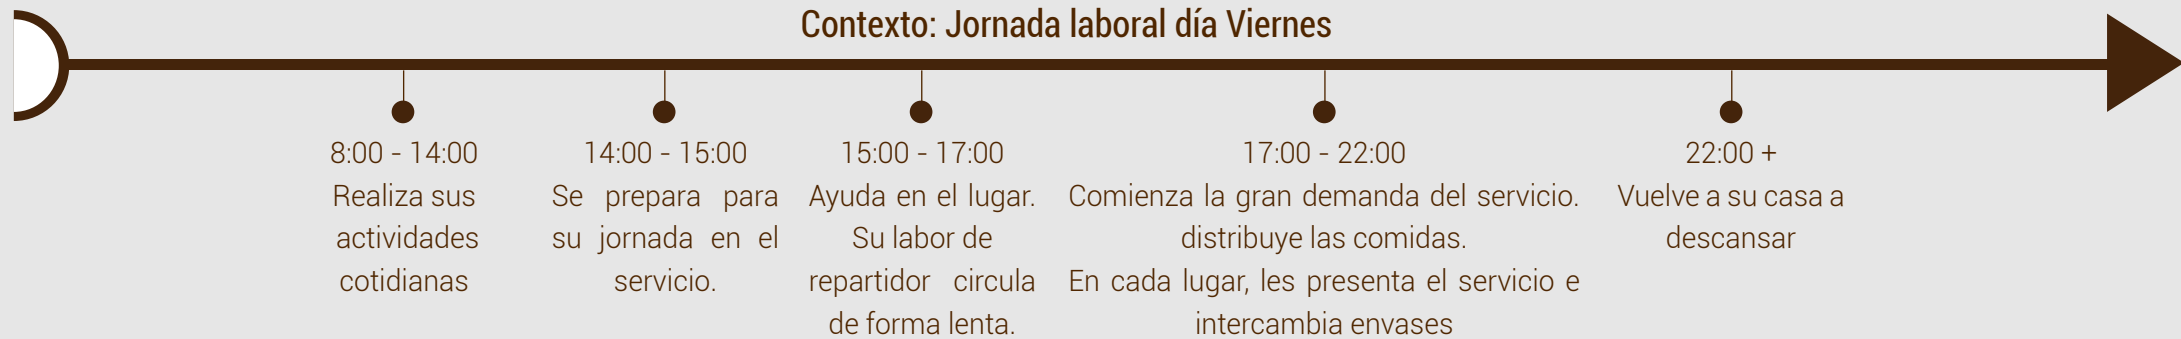 Contexto: Jornada laboral día Viernes
8:00 - 14:00
Realiza sus
actividades
cotidianas
14:00 - 15:00
Se prepara para
su jornada en el
servicio.
15:00 - 17:00
Ayuda en el lugar.
Su labor de
repartidor circula
de forma lenta.
17:00 - 22:00
Comienza la gran demanda del servicio.
distribuye las comidas.
En cada lugar, les presenta el servicio e
intercambia envases
22:00 +
Vuelve a su casa a
descansar